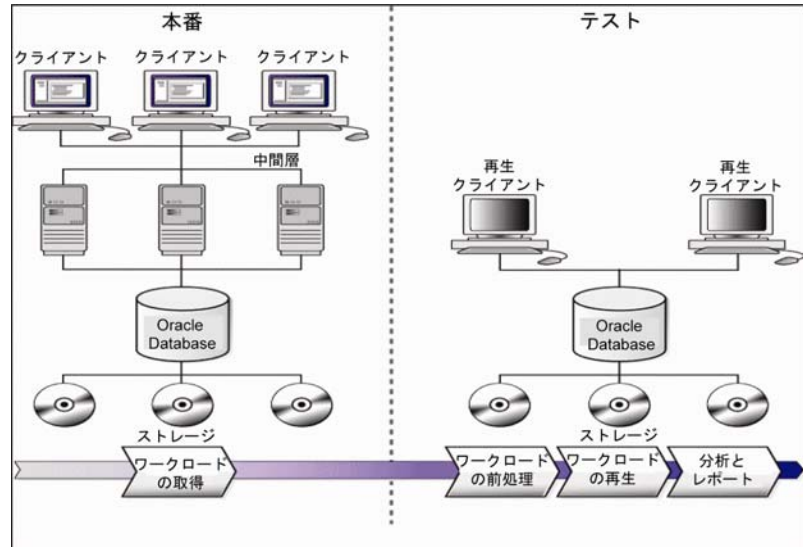 本番
テスト
クライアント
クライアント
クライアント
中間層
再生
クライアント
再生
クライアント
Oracle
Database
Oracle
Database
ストレージ
ストレージ
ワークロード
の取得
ワークロード
の前処理
ワークロード
の再生
分析と
レポート